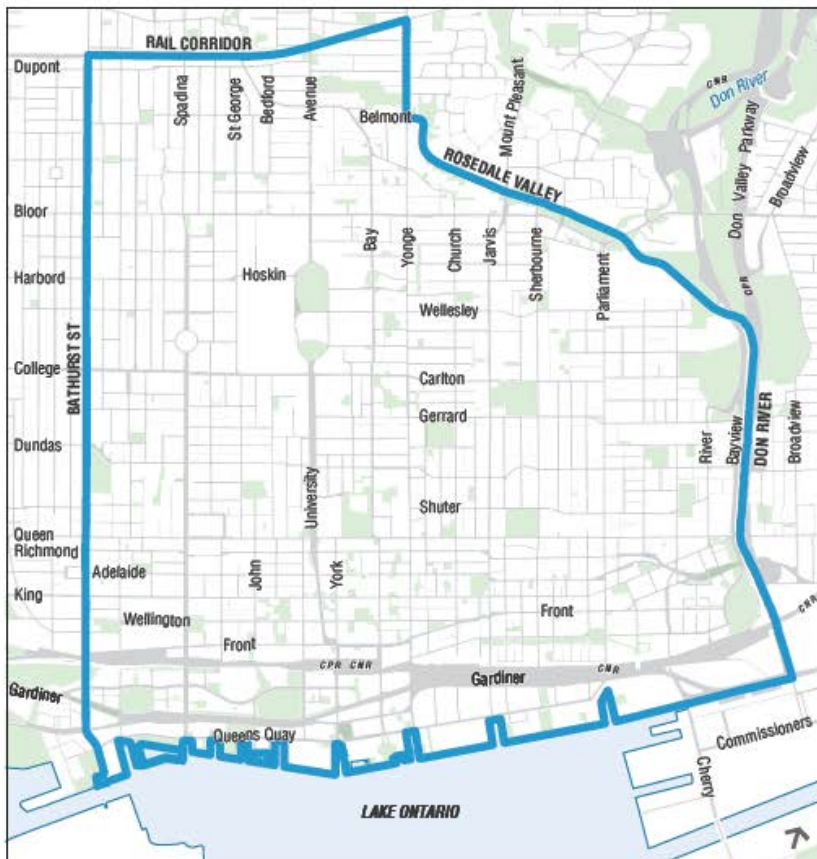 RAIL CORRIDOR
Dupont
Spadina
St George
Bedford
Avenue
Belmont
Mount Pleasant
CNR
Don River
Don Valley Parkway
Broadview
ROSEDALE VALLEY
Bloor
Bay
Yonge
Church
Jarvis
Sherbourne
Parliament
Harbord
Hoskin
CPR
Wellesley
BATHURST ST
College
Carlton
Gerrard
Dundas
River
Bayview
DON RIVER
Broadview
University
Shuter
Queen
Richmond
Adelaide
John
York
King
Wellington
Front
Front
CNR
CPR CNR
CNR
Gardiner
Gardiner
Queens Quay
Commissioners
Cherry
LAKE ONTARIO